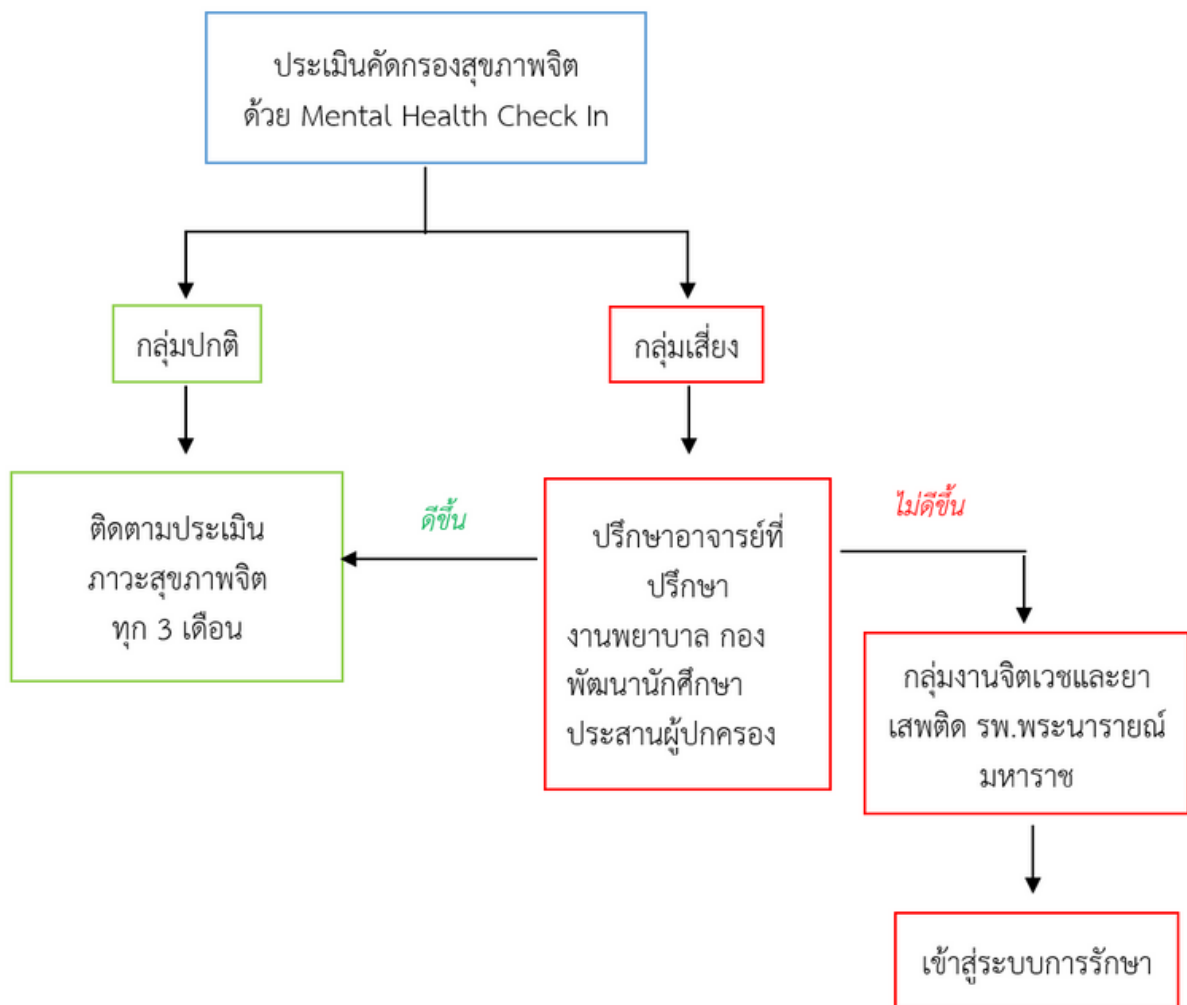 ประเมินคัดกรองสุขภาพจิต
ด้วย Mental Health Check In
กลุ่มปกติ
กลุ่มเสี่ยง
ติดตามประเมิน
ภาวะสุขภาพจิต
ทุก 3 เดือน
ดีขึ้น
ปรึกษาอาจารย์ที่
ปรึกษา
งานพยาบาล กอง
พัฒนานักศึกษา
ประสานผู้ปกครอง
ไม่ดีขึ้น
กลุ่มงานจิตเวชและยา
เสพติด รพ.พระนารายณ์
มหาราช
เข้าสู่ระบบการรักษา